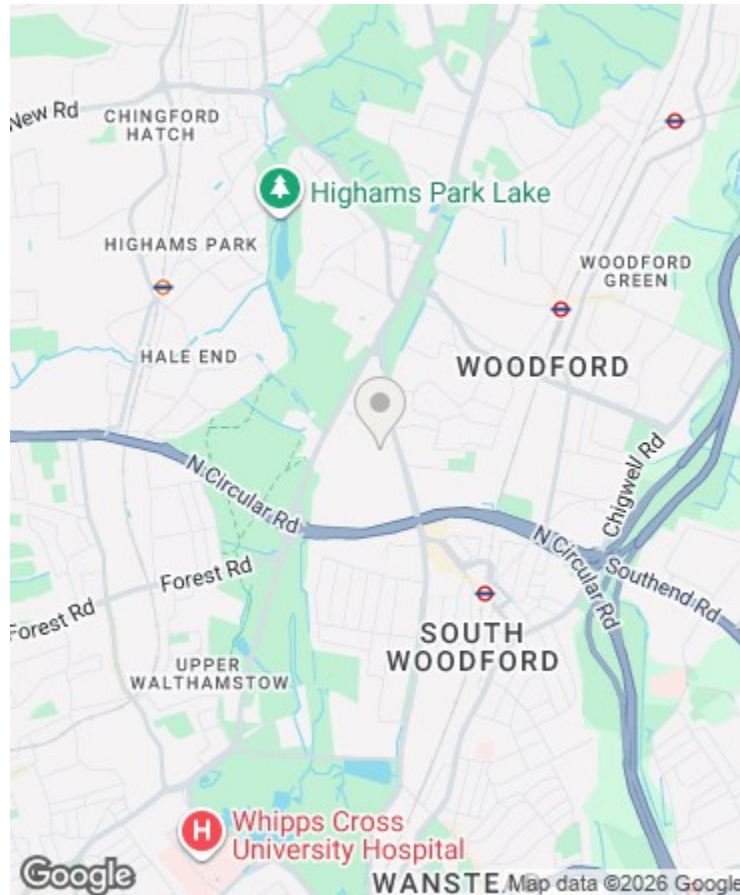 New Rd
CHINGFORD
HATCH
Highams Park Lake
HIGHAMS PARK
WOODFORD
GREEN
HALE END
WOODFORD
Chigwell Rd
N Circular Rd
N Circular Rd
Southend Rd
Forest Rd
Forest Rd
SOUTH
WOODFORD
UPPER
WALTHAMSTOW
H
Whipps Cross
University Hospital
Google
WANSTEA
Map data ©2026 Google